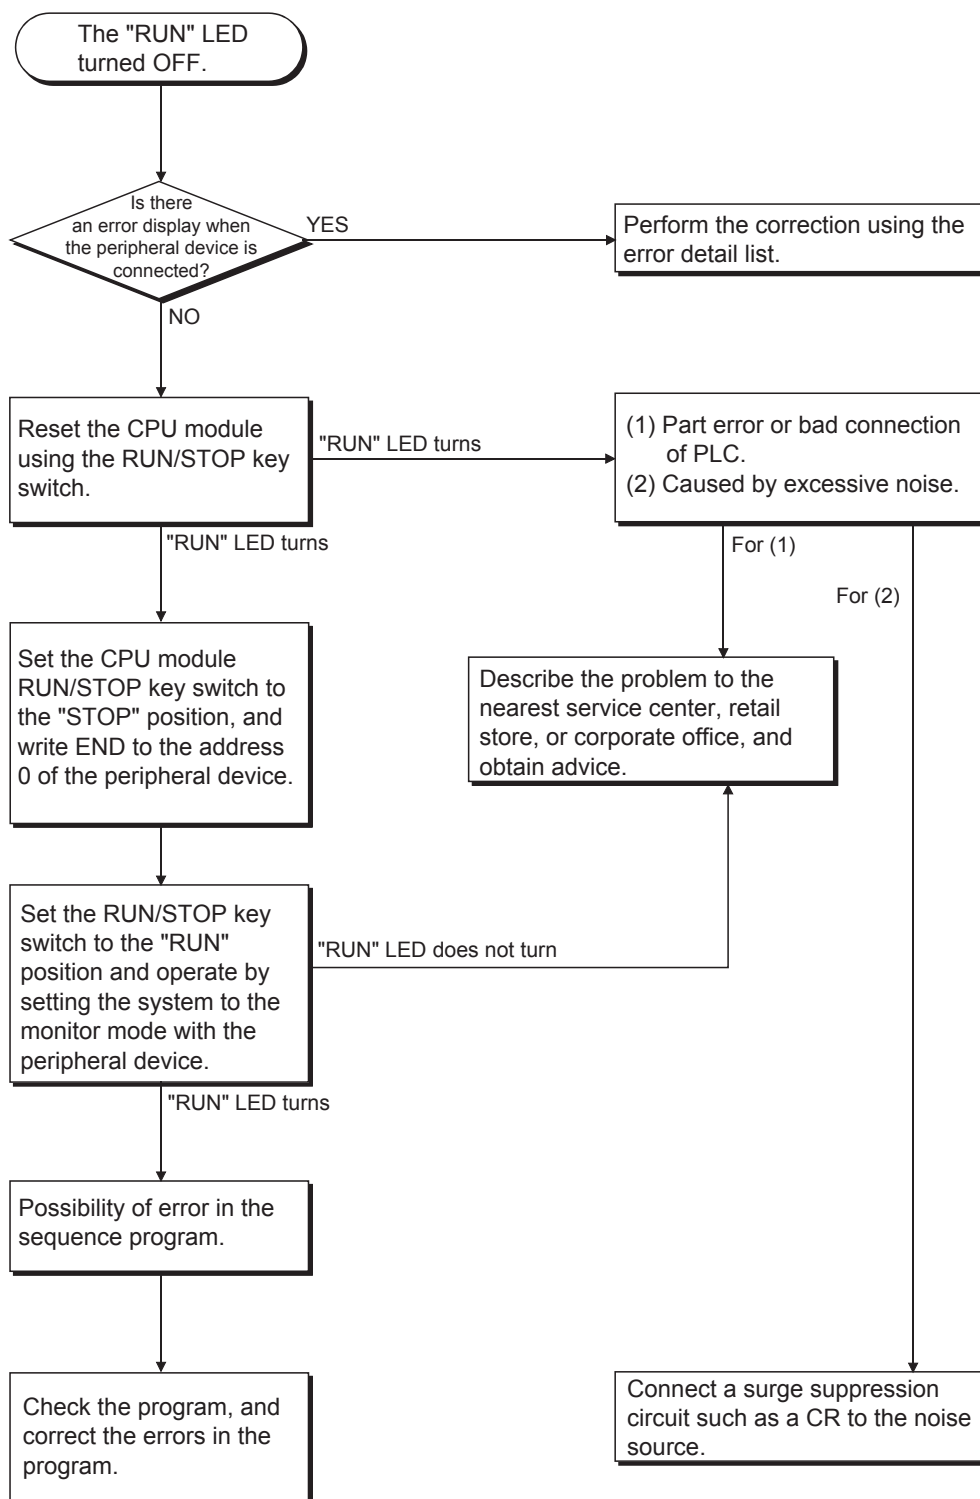 The "RUN" LED
turned OFF.
Is there
an error display when
the peripheral device is
connected?
YES
Perform the correction using the
error detail list.
NO
Reset the CPU module
using the RUN/STOP key
switch.
"RUN" LED turns
(1) Part error or bad connection
of PLC.
(2) Caused by excessive noise.
"RUN" LED turns
For (1)
For (2)
Set the CPU module
RUN/STOP key switch to
the "STOP" position, and
write END to the address
0 of the peripheral device.
Describe the problem to the
nearest service center, retail
store, or corporate office, and
obtain advice.
Set the RUN/STOP key
switch to the "RUN"
position and operate by
setting the system to the
monitor mode with the
peripheral device.
"RUN" LED does not turn
"RUN" LED turns
Possibility of error in the
sequence program.
Check the program, and
correct the errors in the
program.
Connect a surge suppression
circuit such as a CR to the noise
source.